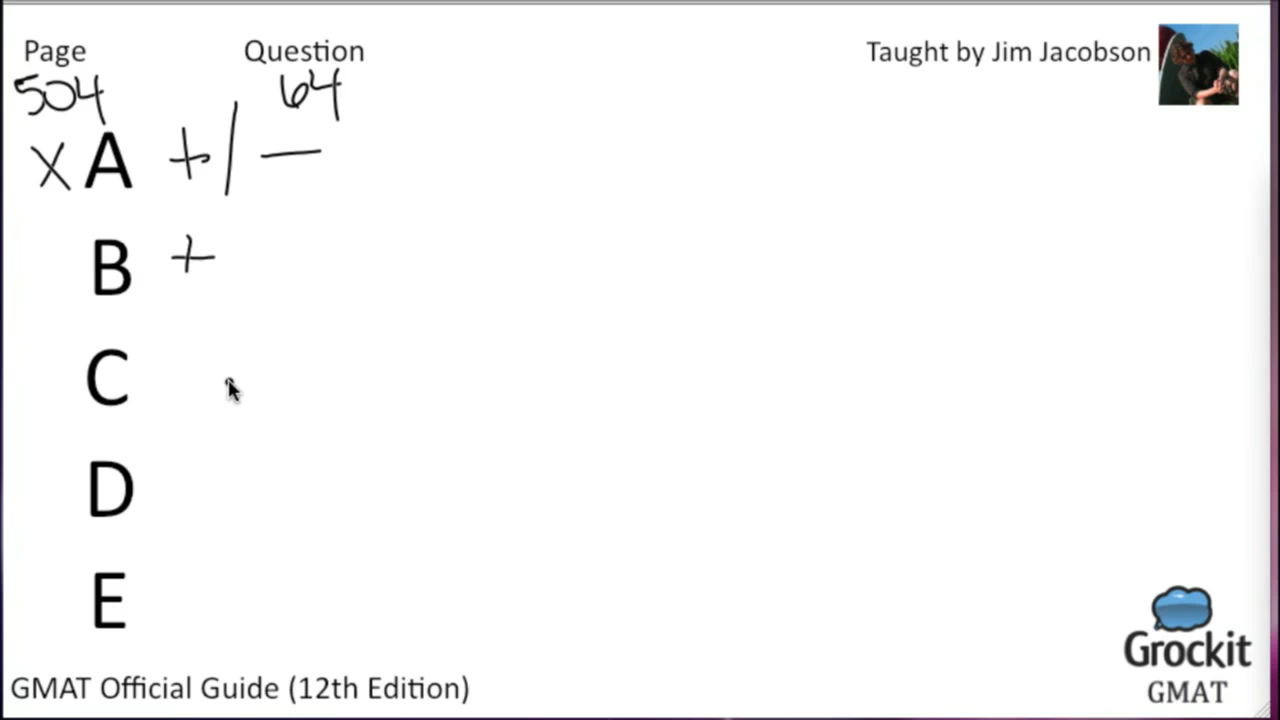 Page Question Taught by Jim Jacobson
504 64
X A + / —
B +
C
D
E
Grockit
GMAT
GMAT Official Guide (12th Edition)